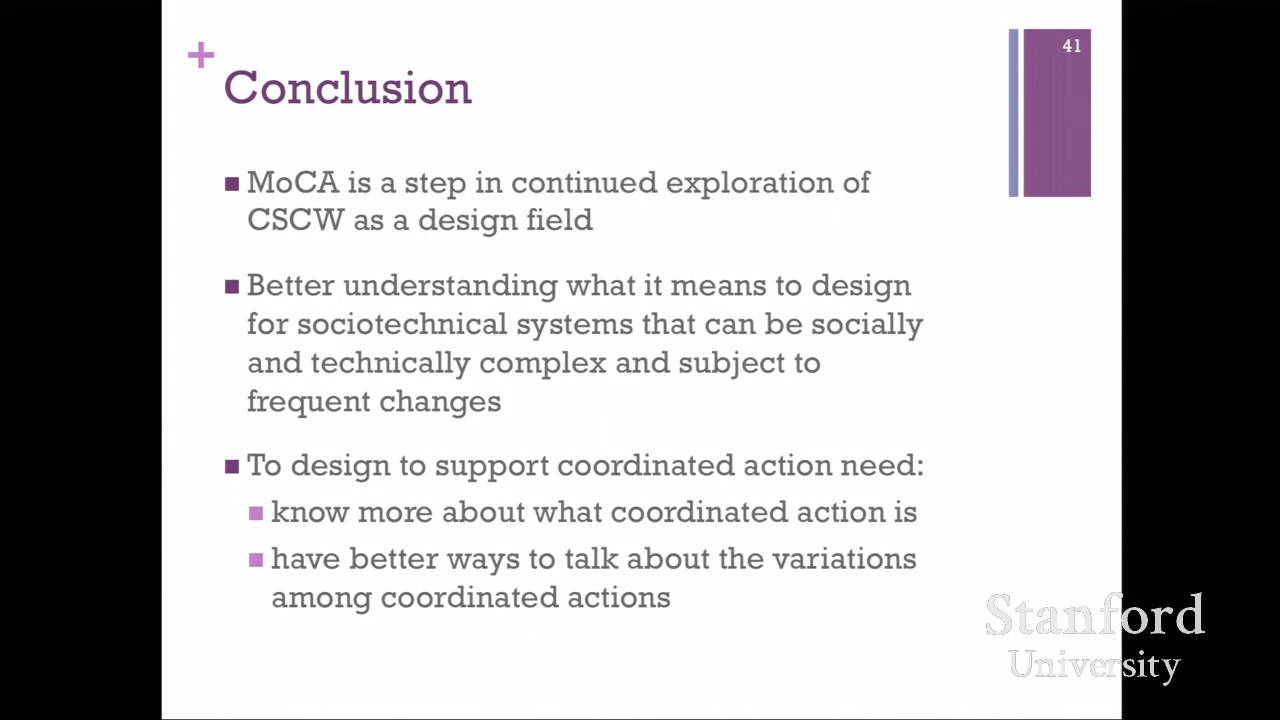 41
+
Conclusion
■ MoCA is a step in continued exploration of
CSCW as a design field
■ Better understanding what it means to design
for sociotechnical systems that can be socially
and technically complex and subject to
frequent changes
■ To design to support coordinated action need:
■ know more about what coordinated action is
■ have better ways to talk about the variations
among coordinated actions
Stanford
University